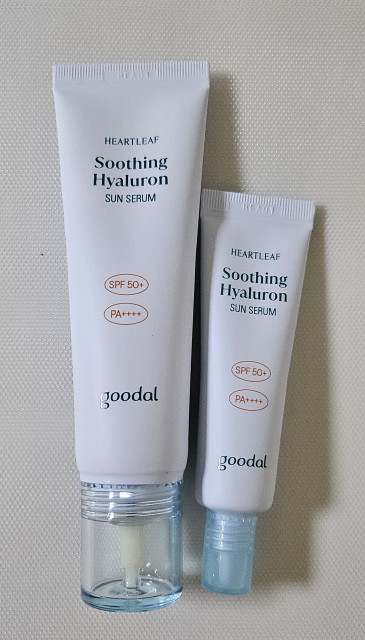 HEARTLEAF
Soothing
Hyaluron
SUN SERUM
SPF 50+
PA++++
goodal
HEARTLEAF
Soothing
Hyaluron
SUN SERUM
SPF 50+
PA++++
goodal